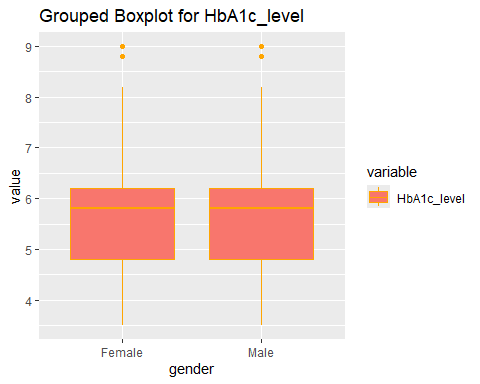 Grouped Boxplot for HbA1c_level
value
9
8
7
6
5
4
Female
Male
gender
variable
HbA1c_level